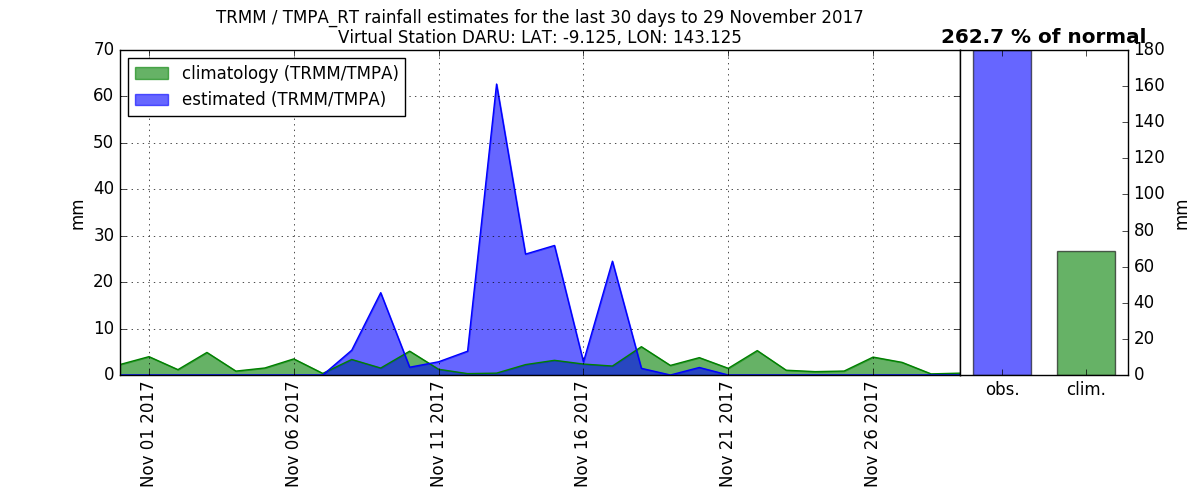 TRMM / TMPA_RT rainfall estimates for the last 30 days to 29 November 2017
Virtual Station DARU: LAT: -9.125, LON: 143.125
262.7 % of normal
climatology (TRMM/TMPA)
estimated (TRMM/TMPA)
70
60
50
40
30
20
10
0
mm
Nov 01 2017
Nov 06 2017
Nov 11 2017
Nov 16 2017
Nov 21 2017
Nov 26 2017
180
160
140
120
100
80
60
40
20
0
mm
obs.
clim.